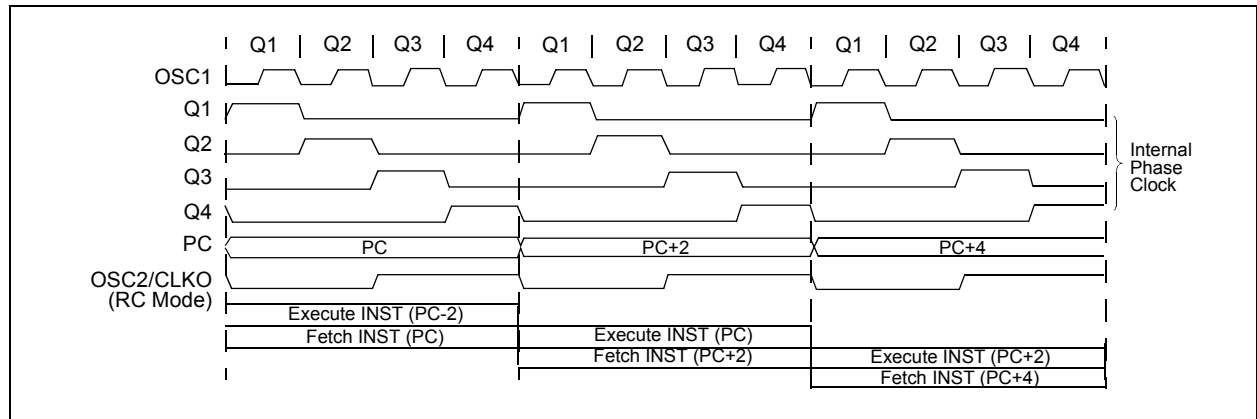 Q1 Q2 Q3 Q4 Q1 Q2 Q3 Q4 Q1 Q2 Q3 Q4
OSC1
Q1
Q2
Q3
Q4
Internal
Phase
Clock
PC PC PC+2 PC+4
OSC2/CLKO
(RC Mode)
Execute INST (PC-2)
Fetch INST (PC) Execute INST (PC)
Fetch INST (PC+2) Execute INST (PC+2)
Fetch INST (PC+4)